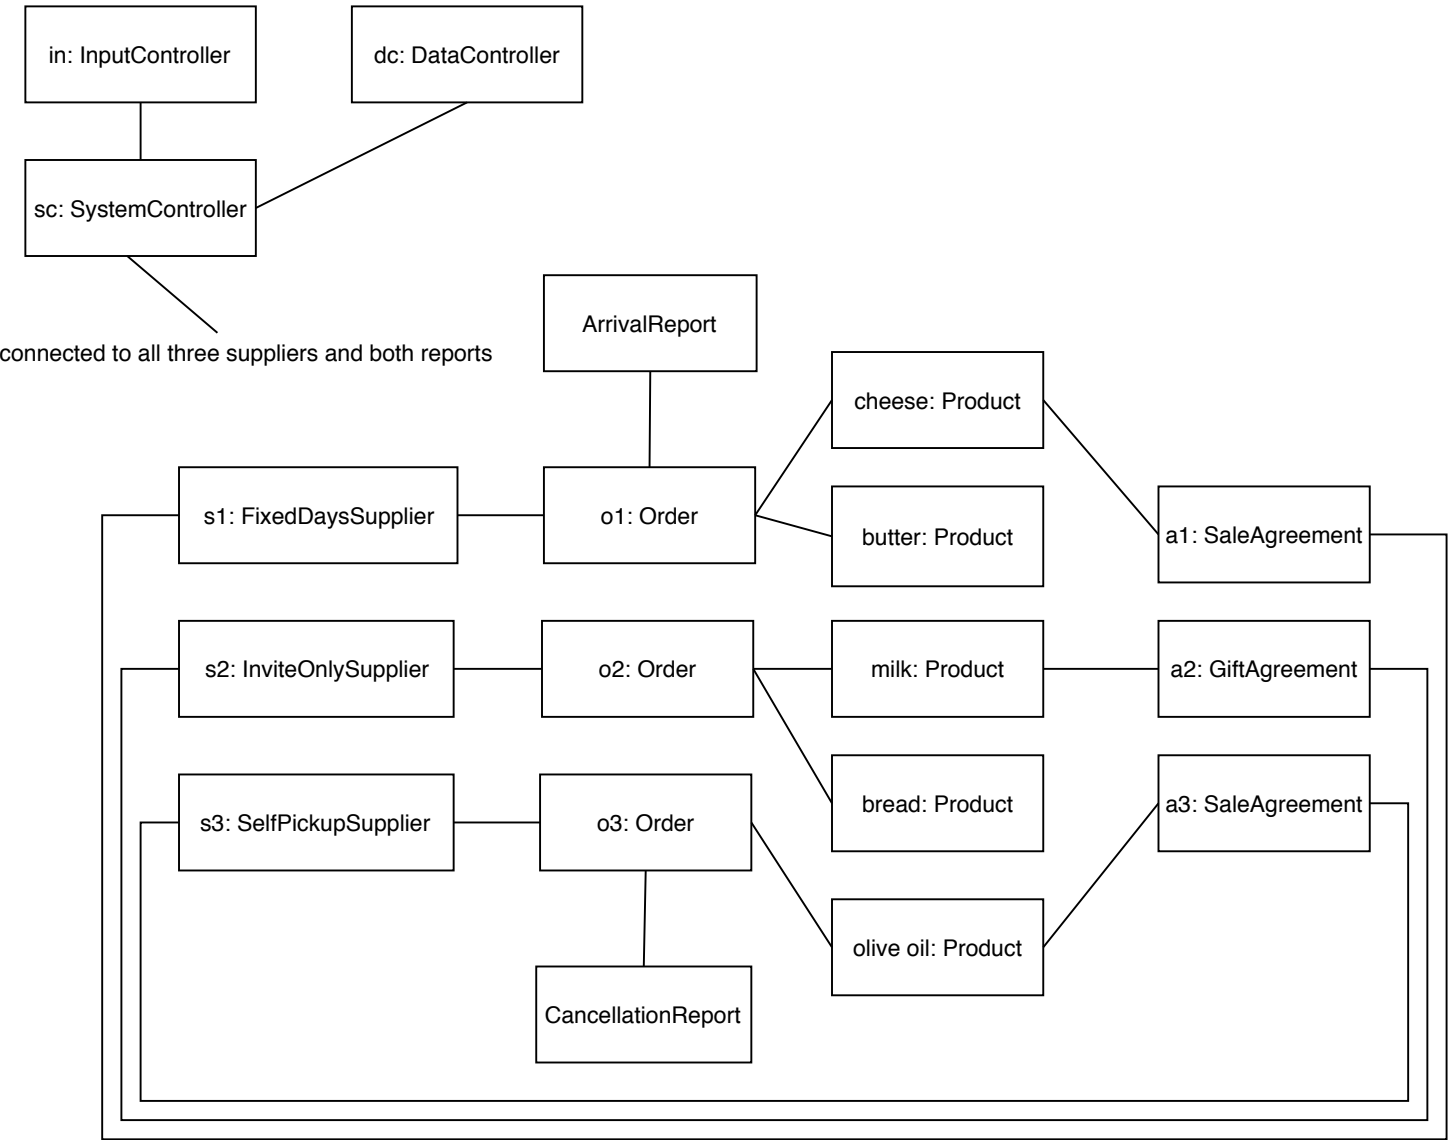 in: InputController
dc: DataController
sc: SystemController
connected to all three suppliers and both reports
ArrivalReport
cheese: Product
s1: FixedDaysSupplier
o1: Order
butter: Product
a1: SaleAgreement
s2: InviteOnlySupplier
o2: Order
milk: Product
a2: GiftAgreement
s3: SelfPickupSupplier
o3: Order
bread: Product
a3: SaleAgreement
olive oil: Product
CancellationReport